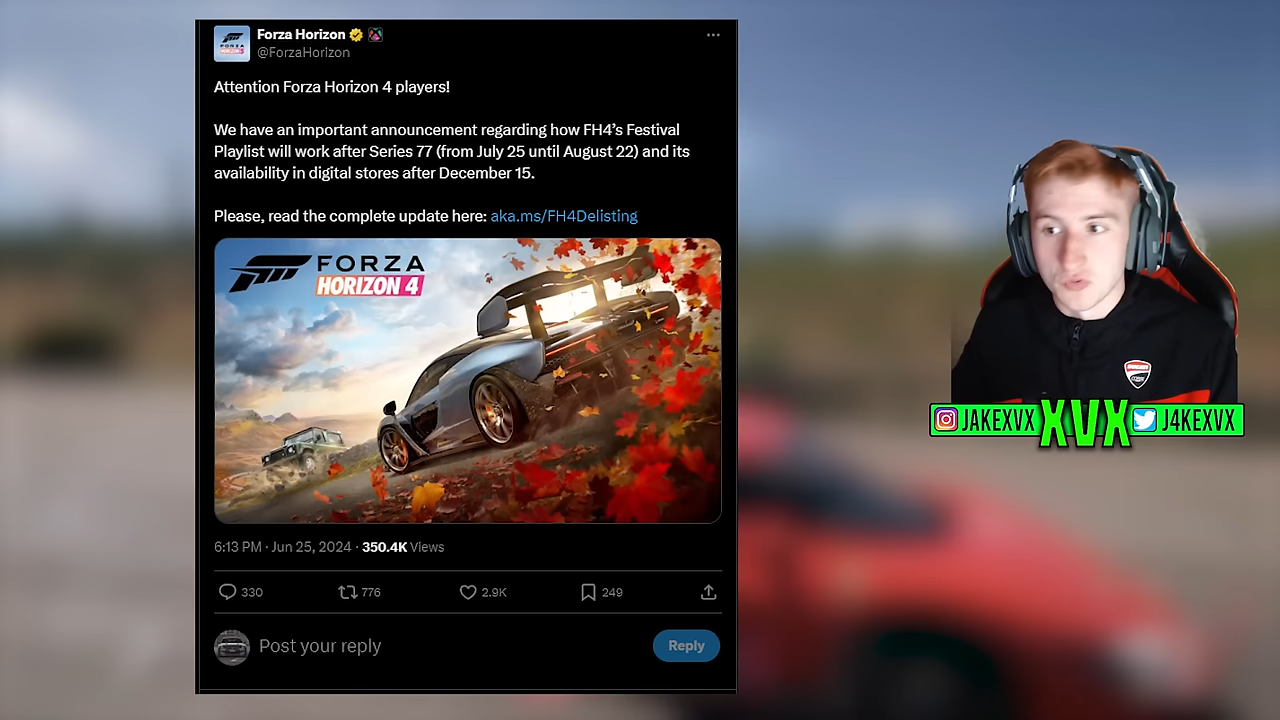 Forza Horizon
@ForzaHorizon
Attention Forza Horizon 4 players!
We have an important announcement regarding how FH4’s Festival
Playlist will work after Series 77 (from July 25 until August 22) and its
availability in digital stores after December 15.
Please, read the complete update here: aka.ms/FH4Delisting
FORZA
HORIZON 4
6:13 PM · Jun 25, 2024 · 350.4K Views
330 776 2.9K 249
Post your reply
Reply
DUCATI
JAKEXVX XVX J4KEXVX